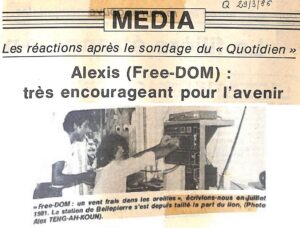 Q 29/3/85
MEDIA
Les réactions après le sondage du « Quotidien »
Alexis (Free-DOM) :
très encourageant pour l'avenir
« Free-DOM : un vent frais dans les oreilles », écrivions-nous en juillet
1981. La station de Bellepierre s'est depuis taillé la part du lion, (Photo
Alex TENG-AH-KOUN).